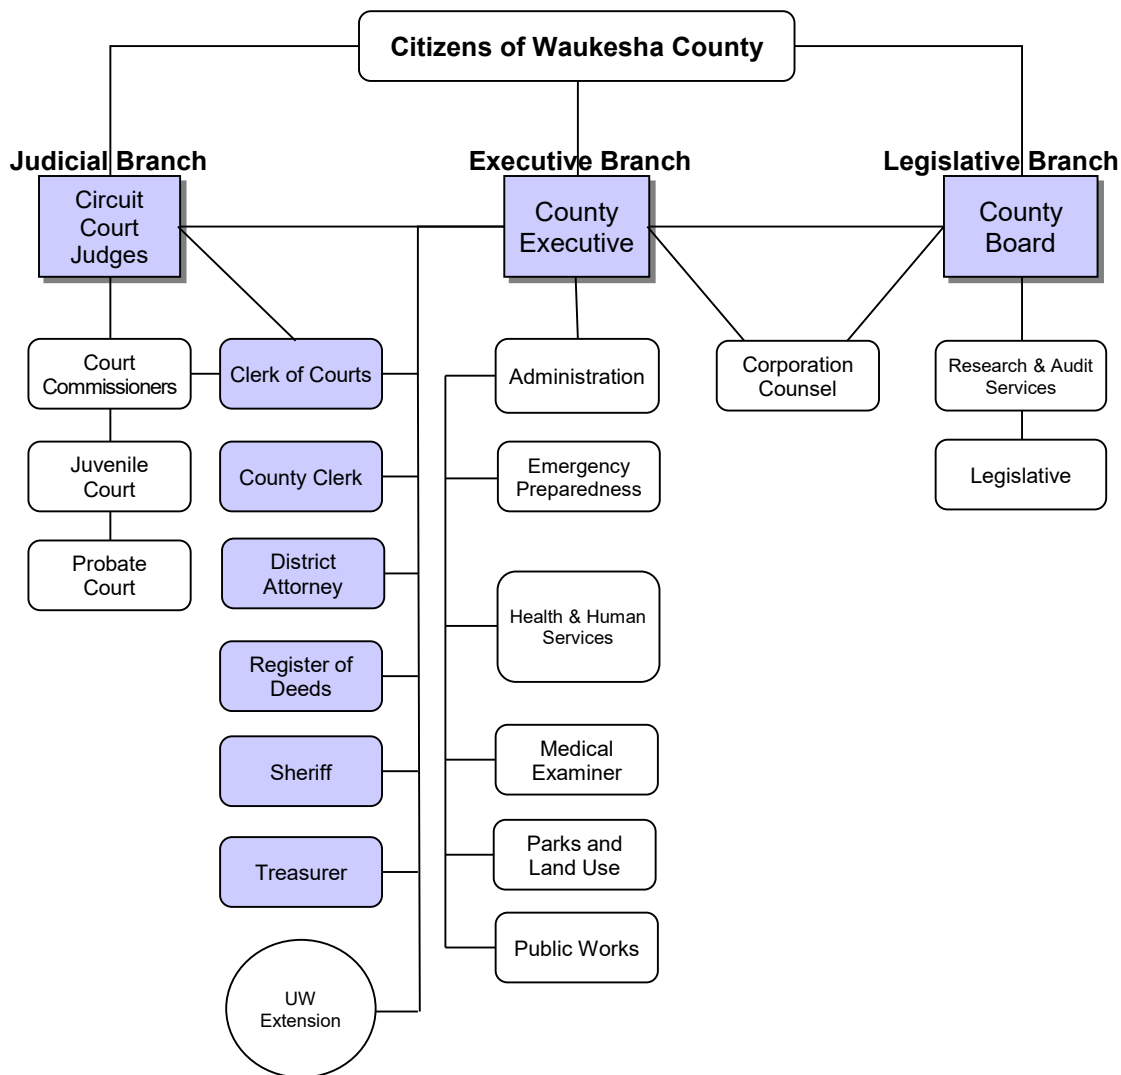 Citizens of Waukesha County
Judicial Branch
Executive Branch
Legislative Branch
Circuit
Court
Judges
County
Executive
County
Board
Court
Commissioners
Clerk of Courts
Administration
Corporation
Counsel
Research & Audit
Services
Juvenile
Court
County Clerk
Emergency
Preparedness
Legislative
Probate
Court
District
Attorney
Health & Human
Services
Register of
Deeds
Sheriff
Medical
Examiner
Treasurer
Parks and
Land Use
Public Works
UW
Extension